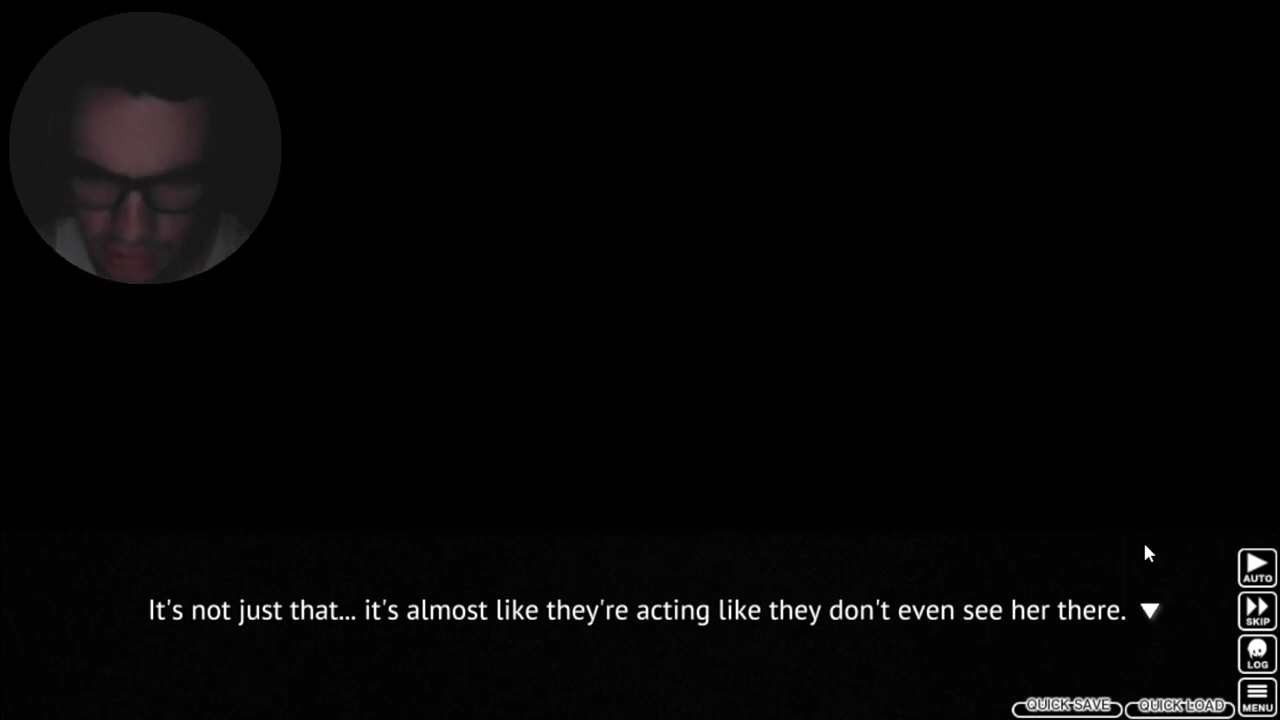 It's not just that... it's almost like they're acting like they don't even see her there.
AUTO
SKIP
LOG
MENU
QUICK SAVE
QUICK LOAD